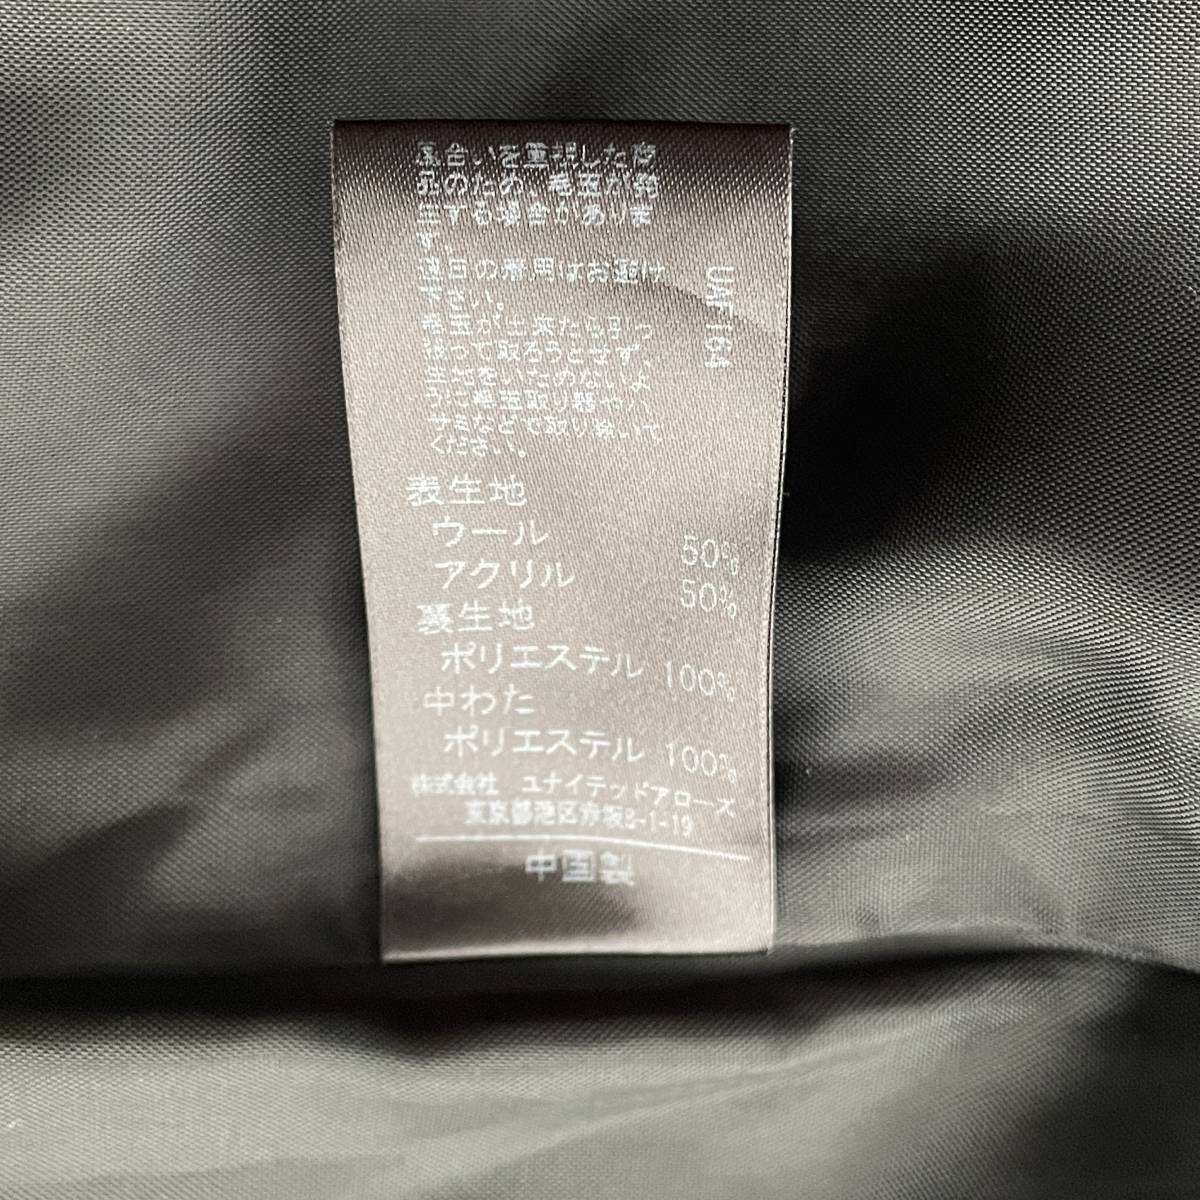 風合いを重視した商
品のため、毛玉が発
生する場合がありま
す。
連日の着用はお避け
下さい。
毛玉が出来たら引っ
張って取ろうとせず、
生地をいためないよ
うに毛玉取り器やハ
サミなどで取り除いて
ください。
UAF 164
表生地
ウール 50%
アクリル 50%
裏生地
ポリエステル 100%
中わた
ポリエステル 100%
株式会社 ユナイテッドアローズ
東京都港区赤坂8-1-19
中国製